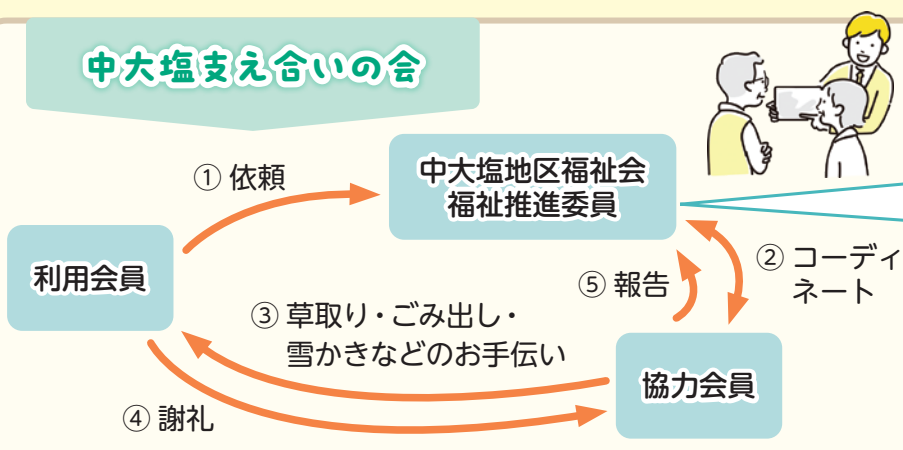 中大塩支え合いの会
① 依頼
中大塩地区福祉会
福祉推進委員
利用会員
② コーディ
ネート
⑤ 報告
③ 草取り・ごみ出し・
雪かきなどのお手伝い
協力会員
④ 謝礼